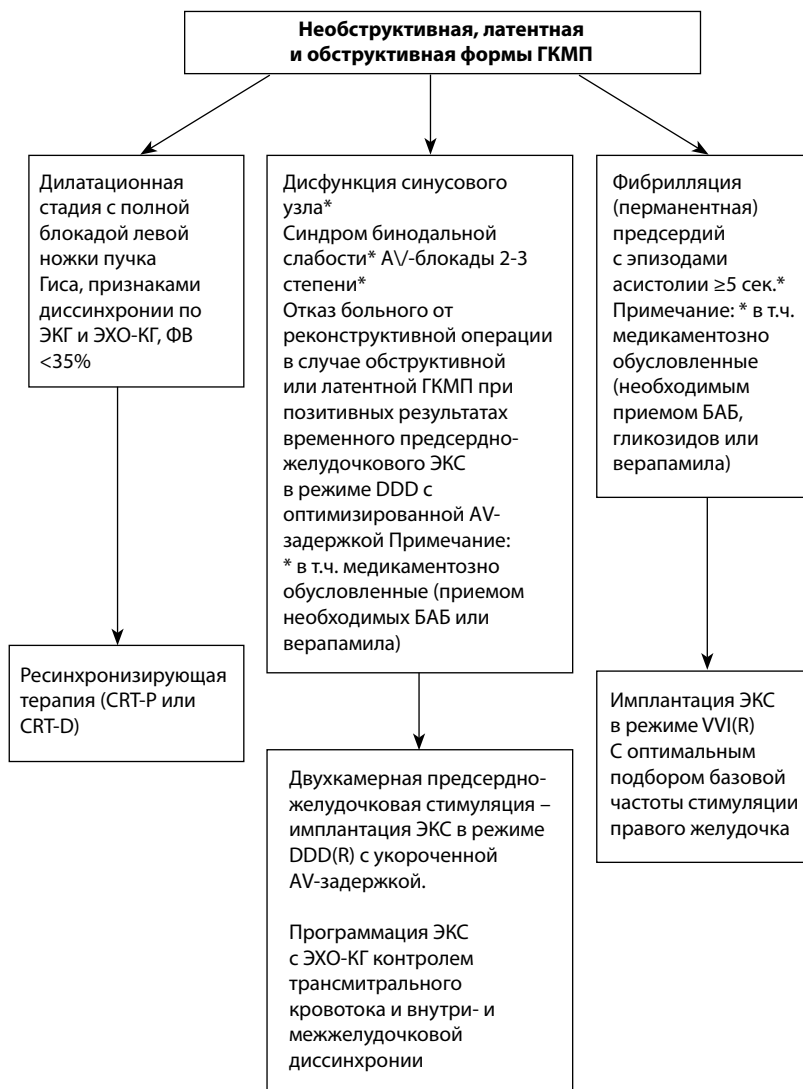 Необструктивная, латентная
и обструктивная формы ГКМП
Дилатационная
стадия с полной
блокадой левой
ножки пучка
Гиса, признаками
диссинхронии по
ЭКГ и ЭХО-КГ, ФВ
<35%
Ресинхронизирующая
терапия (CRT-P или
CRT-D)
Дисфункция синусового
узла*
Синдром бинодальной
слабости* А\/-блокады 2-3
степени*
Отказ больного от
реконструктивной операции
в случае обструктивной
или латентной ГКМП при
позитивных результатах
временного предсердно-
желудочкового ЭКС
в режиме DDD с
оптимизированной AV-
задержкой Примечание:
* в т.ч. медикаментозно
обусловленные (приемом
необходимых БАБ или
верапамила)
Двухкамерная предсердно-
желудочковая стимуляция –
имплантация ЭКС в режиме
DDD(R) с укороченной
AV-задержкой.
Программация ЭКС
с ЭХО-КГ контролем
трансмитрального
кровотока и внутри- и
межжелудочковой
диссинхронии
Фибрилляция
(перманентная)
предсердий
с эпизодами
асистолии ≥5 сек.*
Примечание: * в т.ч.
медикаментозно
обусловленные
(необходимым
приемом БАБ,
гликозидов или
верапамила)
Имплантация ЭКС
в режиме VVI(R)
С оптимальным
подбором базовой
частоты стимуляции
правого желудочка